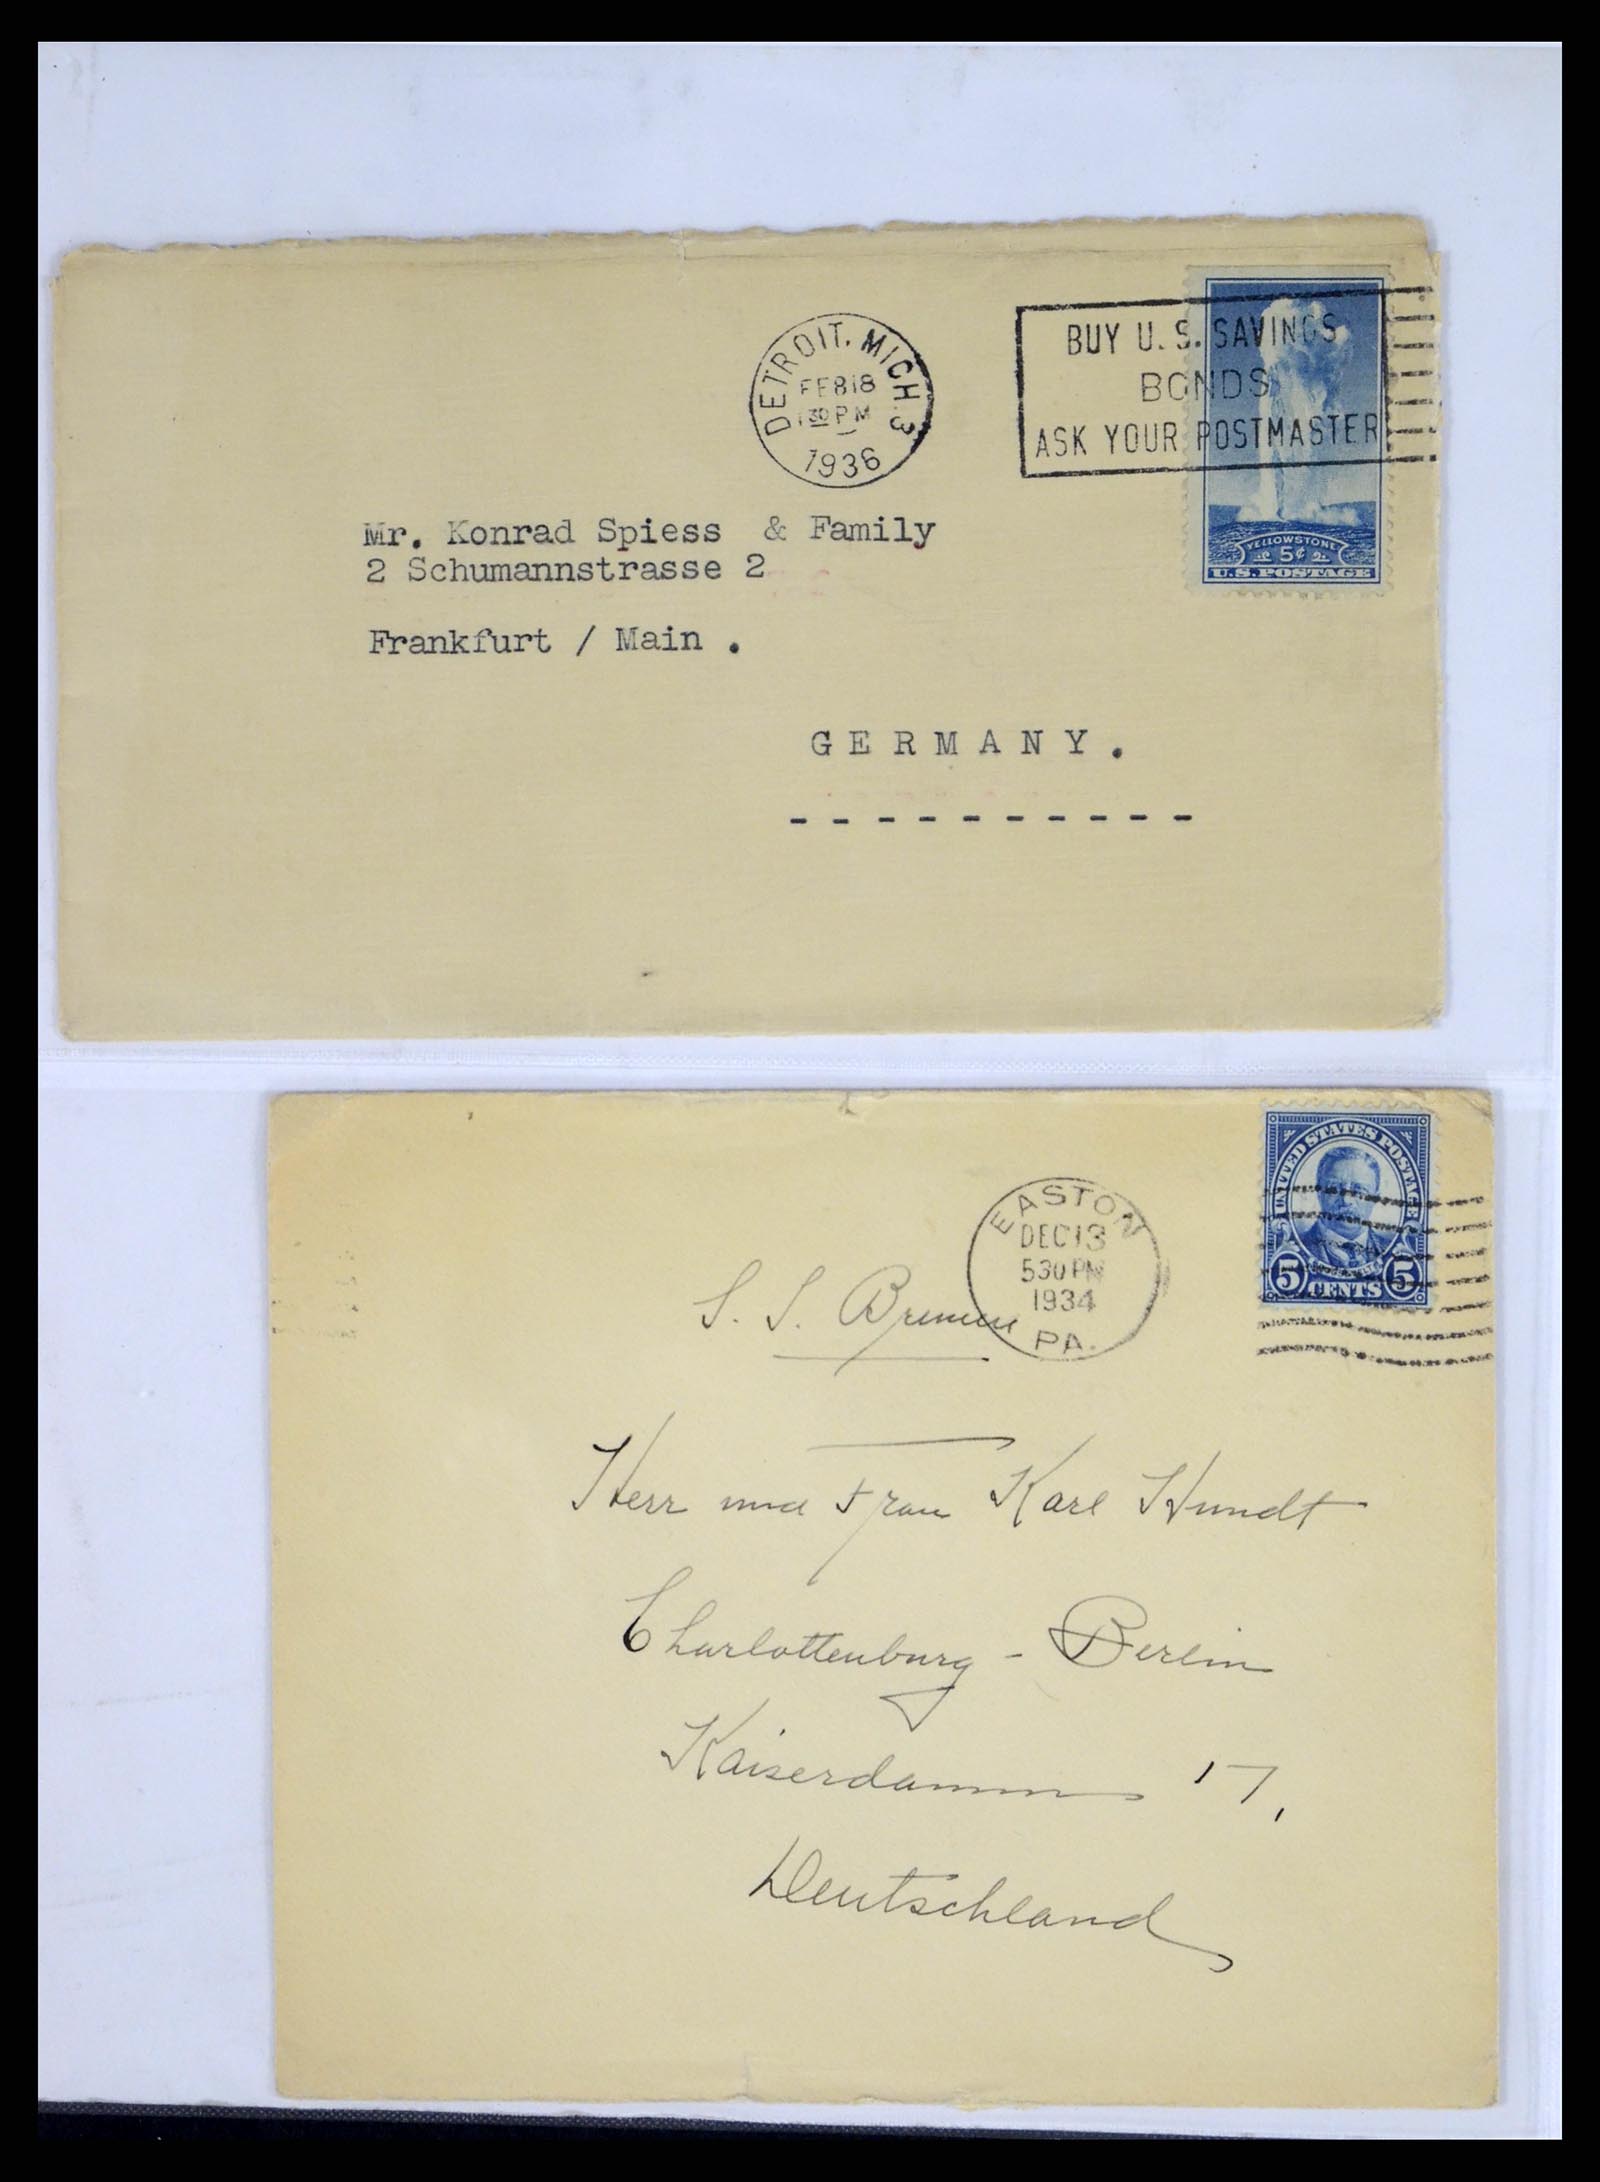 DETROIT, MICH. 3
FEB 18
1 30 PM
1936
BUY U. S. SAVINGS
BONDS
ASK YOUR POSTMASTER
YELLOWSTONE
5¢
U.S. POSTAGE
Mr. Konrad Spiess & Family
2 Schumannstrasse 2
Frankfurt / Main .
GERMANY.
----------
UNITED STATES POSTAGE
5 CENTS 5
EASTON
DEC 13
5 30 PM
1934
PA.
S. S. Bremen
Herr und Frau Karl Hundt
Charlottenburg - Berlin
Kaiserdamm 17,
Deutschland